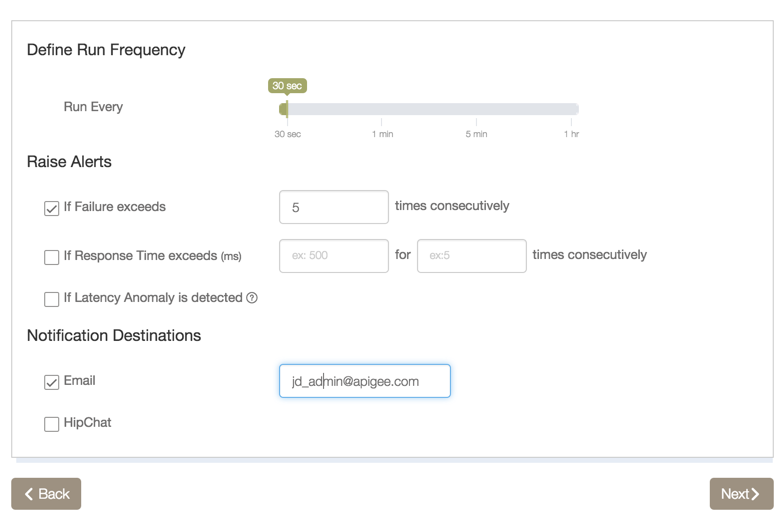 Define Run Frequency
30 sec
Run Every
30 sec 1 min 5 min 1 hr
Raise Alerts
If Failure exceeds 5 times consecutively
If Response Time exceeds (ms) ex: 500 for ex:5 times consecutively
If Latency Anomaly is detected ?
Notification Destinations
Email jd_admin@apigee.com
HipChat
Back Next